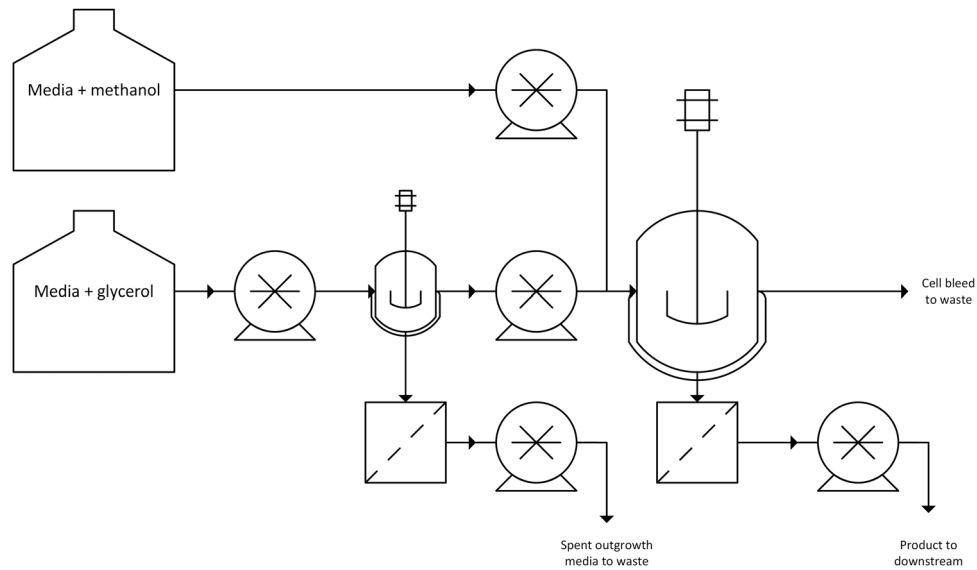 Media + methanol
Media + glycerol
Cell bleed
to waste
Spent outgrowth
media to waste
Product to
downstream